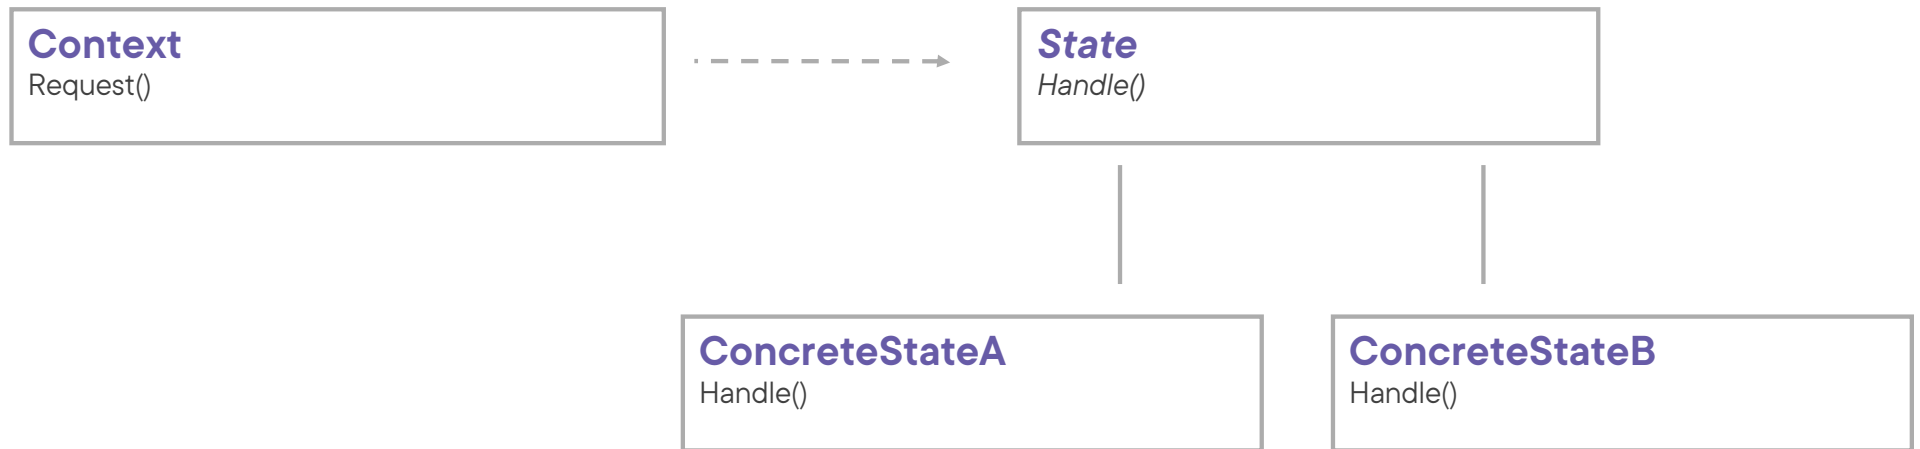 Context
Request()
State
Handle()
ConcreteStateA
Handle()
ConcreteStateB
Handle()